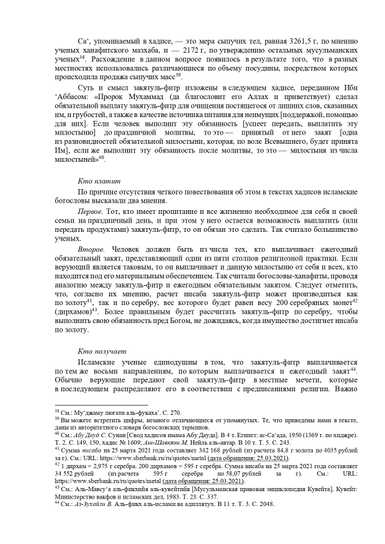 Са‘, упоминаемый в хадисе, — это мера сыпучих тел, равная 3261,5 г, по мнению
ученых ханафитского мазхаба, и — 2172 г, по утверждению остальных мусульманских
ученых³⁸. Расхождение в данном вопросе появилось в результате того, что в разных
местностях использовались различающиеся по объему посудины, посредством которых
происходила продажа сыпучих масс³⁹.
Суть и смысл закятуль-фитр изложены в следующем хадисе, переданном Ибн
‘Аббасом: «Пророк Мухаммад (да благословит его Аллах и приветствует) сделал
обязательной выплату закятуль-фитр для очищения постящегося от лишних слов, сказанных
им, и грубостей, а также в качестве источника питания для неимущих [поддержкой, помощью
для них]. Если человек выполнит эту обязанность [успеет передать, выплатить эту
милостыню] до праздничной молитвы, то это — принятый от него закят [одна
из разновидностей обязательной милостыни, которая, по воле Всевышнего, будет принята
Им], если же выполнит эту обязанность после молитвы, то это — милостыня из числа
милостыней»⁴⁰.
Кто платит
По причине отсутствия четкого повествования об этом в текстах хадисов исламские
богословы высказали два мнения.
Первое. Тот, кто имеет пропитание и все жизненно необходимое для себя и своей
семьи на праздничный день, и при этом у него остается возможность выплатить (или
передать продуктами) закятуль-фитр, то он обязан это сделать. Так считало большинство
ученых.
Второе. Человек должен быть из числа тех, кто выплачивает ежегодный
обязательный закят, представляющий один из пяти столпов религиозной практики. Если
верующий является таковым, то он выплачивает и данную милостыню от себя и всех, кто
находится под его материальным обеспечением. Так считали богословы-ханафиты, проводя
аналогию между закятуль-фитр и ежегодным обязательным закятом. Следует отметить,
что, согласно их мнению, расчет нисаба закятуль-фитр может производиться как
по золоту⁴¹, так и по серебру, вес которого будет равен весу 200 серебряных монет⁴²
(дирхамов)⁴³. Более правильным будет рассчитать закятуль-фитр по серебру, чтобы
выполнить свою обязанность пред Богом, не дожидаясь, когда имущество достигнет нисаба
по золоту.
Кто получает
Исламские ученые единодушны в том, что закятуль-фитр выплачивается
по тем же восьми направлениям, по которым выплачивается и ежегодный закят⁴⁴.
Обычно верующие передают свой закятуль-фитр в местные мечети, которые
в последующем распределяют его в соответствии с предписаниями религии. Важно
³⁸ См.: Му‘джаму люгати аль-фукаха’. С. 270.
³⁹ Вы можете встретить цифры, немного отличающиеся от упомянутых. Те, что приведены нами в тексте,
даны из авторитетного словаря богословских терминов.
⁴⁰ См.: Абу Дауд С. Сунан [Свод хадисов имама Абу Дауда]. В 4 т. Египет: ас-Са‘ада, 1950 (1369 г. по хиджре).
Т. 2. С. 149, 150, хадис № 1609; Аш-Шавкяни М. Нейль аль-автар. В 10 т. Т. 5. С. 245.
⁴¹ Сумма нисаба на 25 марта 2021 года составляет 342 168 рублей (из расчета 84,8 г золота по 4035 рублей
за г). См.: URL: https://www.sberbank.ru/ru/quotes/metal (дата обращения: 25.03.2021).
⁴² 1 дирхам = 2,975 г серебра. 200 дирхамов = 595 г серебра. Сумма нисаба на 25 марта 2021 года составляет
34 552 рублей (из расчета 595 г серебра по 58,07 рублей за г). См.: URL:
https://www.sberbank.ru/ru/quotes/metal (дата обращения: 25.03.2021).
⁴³ См.: Аль-Мавсу‘а аль-фикхийя аль-кувейтийя [Мусульманская правовая энциклопедия Кувейта]. Кувейт:
Министерство вакфов и исламских дел, 1983. Т. 23. С. 337.
⁴⁴ См.: Аз-Зухейли В. Аль-фикх аль-ислями ва адиллятух. В 11 т. Т. 3. С. 2048.